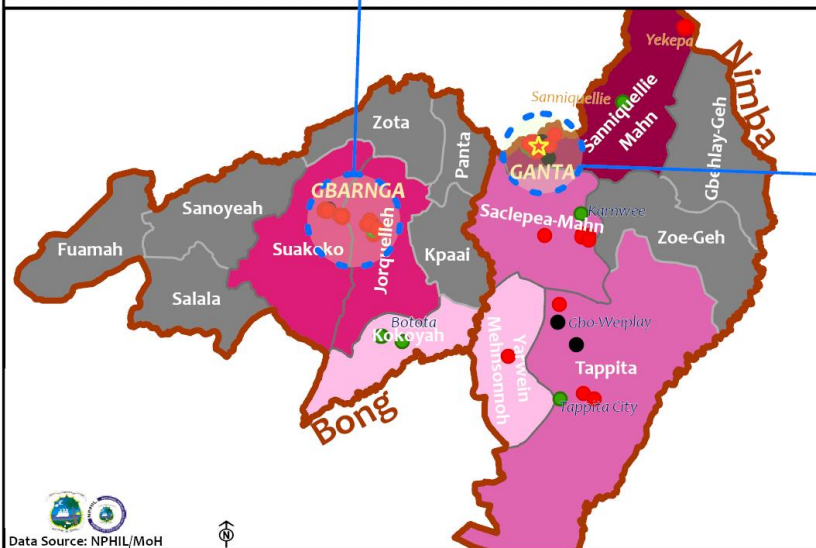 Yekepa
Nimba
Sanniquellie
Sanniquellie
Mahn
Gbehlay-Geh
Zota
Panta
GANTA
GBARNGA
Sanoyeah
Karnwee
Saclepea-Mahn
Zoe-Geh
Fuamah
Suakoko
Jorquelleh
Kpaai
Salala
Botota
Kokoyah
Gbo-Weiplay
Yarwein
Mehnsonnoh
Tappita
Tappita City
Bong
N
Data Source: NPHIL/MoH